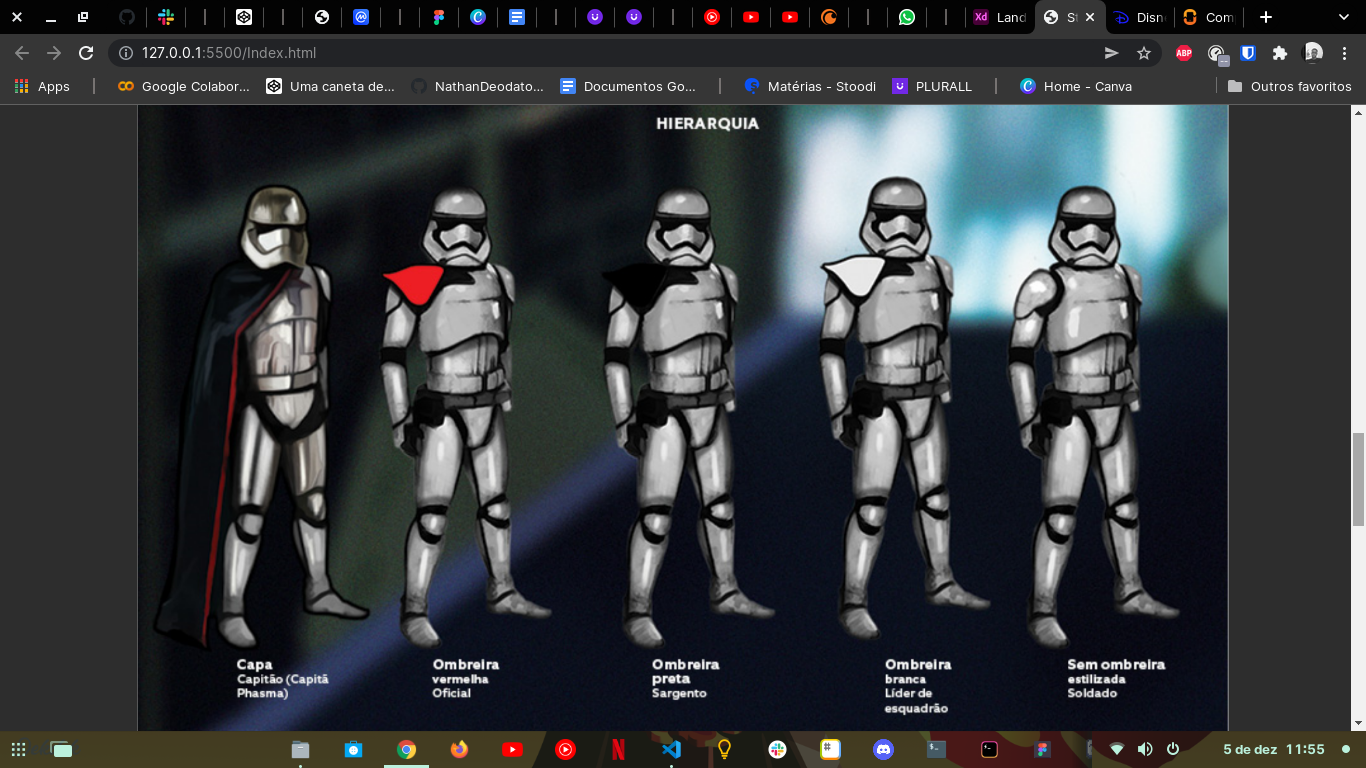 Xd
Land
St
Disn
Com
127.0.0.1:5500/Index.html
ABP
Apps
Google Colabor...
Uma caneta de...
NathanDeodato...
Documentos Go...
Matérias - Stoodi
PLURALL
Home - Canva
Outros favoritos
HIERARQUIA
Capa
Capitão (Capitã
Phasma)
Ombreira
vermelha
Oficial
Ombreira
preta
Sargento
Ombreira
branca
Líder de
esquadrão
Sem ombreira
estilizada
Soldado
5 de dez 11:55